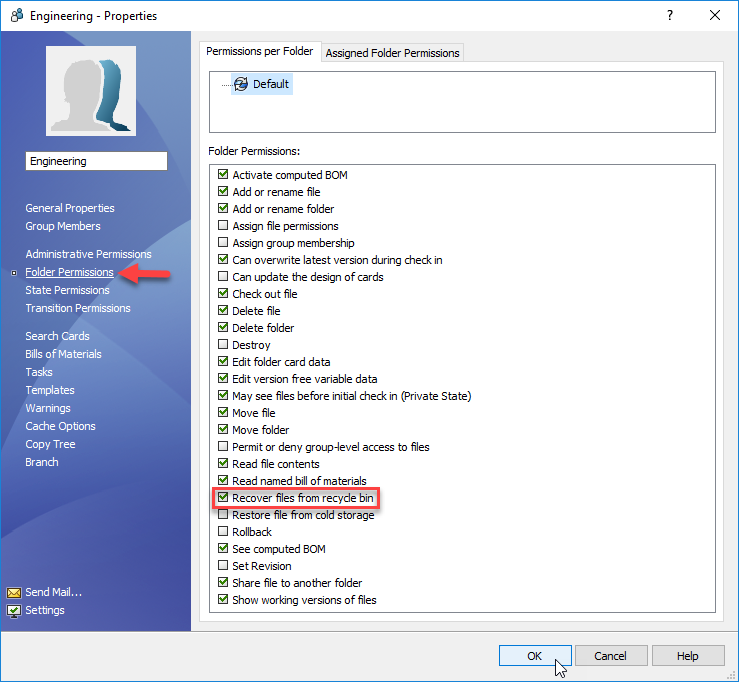 Engineering - Properties
?
Permissions per Folder
Assigned Folder Permissions
Default
Engineering
General Properties
Group Members
Administrative Permissions
Folder Permissions
State Permissions
Transition Permissions
Search Cards
Bills of Materials
Tasks
Templates
Warnings
Cache Options
Copy Tree
Branch
Send Mail...
Settings
Folder Permissions:
Activate computed BOM
Add or rename file
Add or rename folder
Assign file permissions
Assign group membership
Can overwrite latest version during check in
Can update the design of cards
Check out file
Delete file
Delete folder
Destroy
Edit folder card data
Edit version free variable data
May see files before initial check in (Private State)
Move file
Move folder
Permit or deny group-level access to files
Read file contents
Read named bill of materials
Recover files from recycle bin
Restore file from cold storage
Rollback
See computed BOM
Set Revision
Share file to another folder
Show working versions of files
OK
Cancel
Help